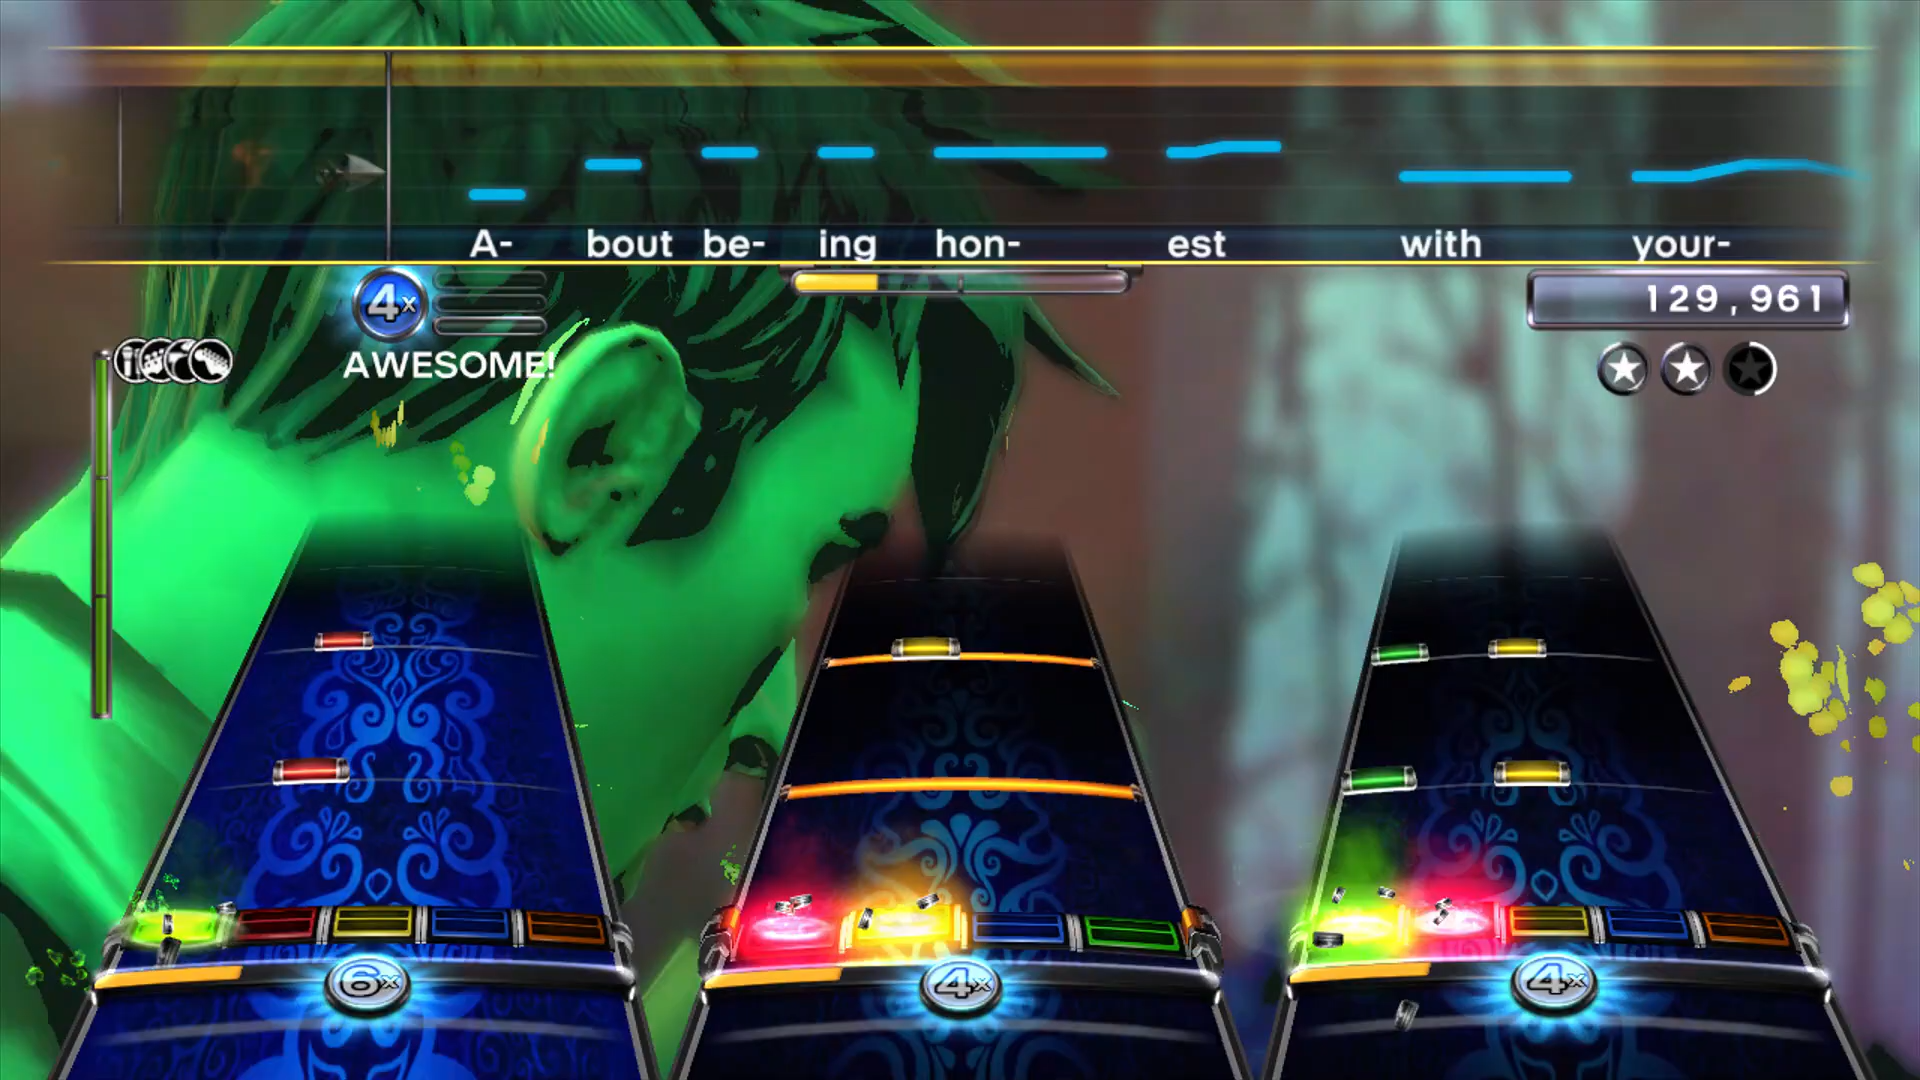 A- bout be- ing hon- est with your-
4x
129,961
AWESOME!
6x 4x 4x